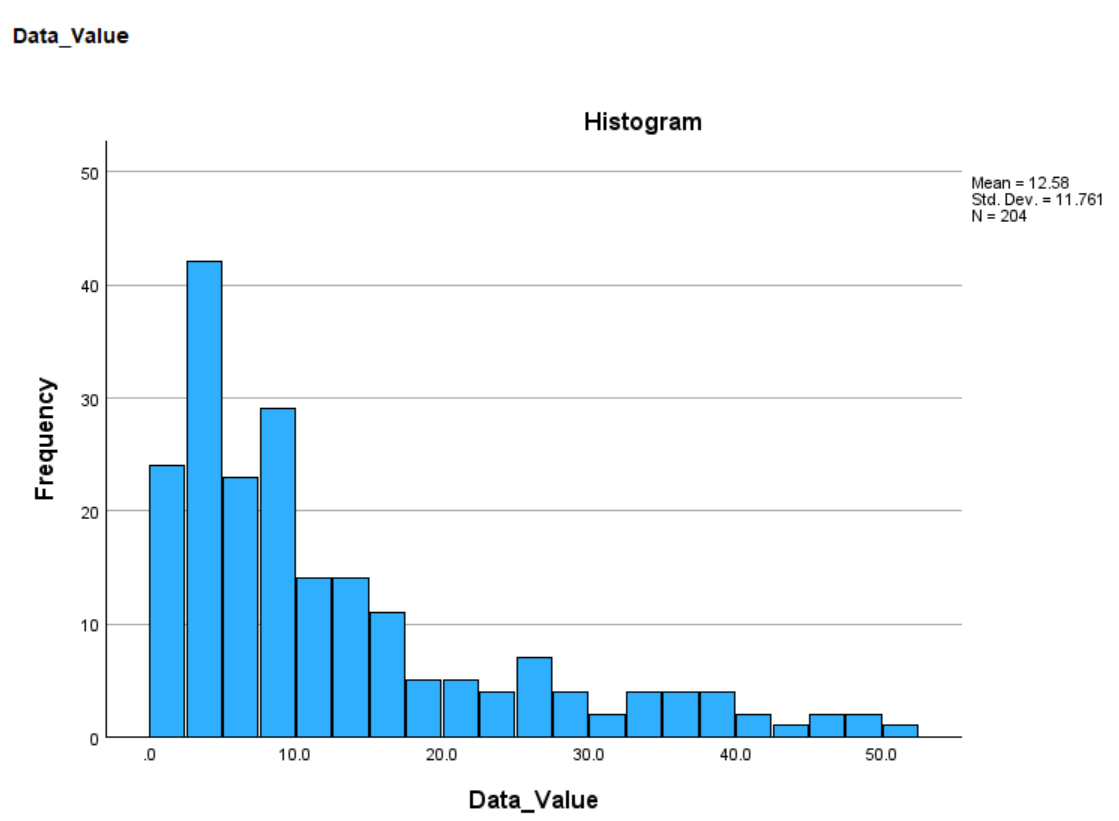 Data_Value
Histogram
Mean = 12.58
Std. Dev. = 11.761
N = 204
Frequency
50
40
30
20
10
0
.0 10.0 20.0 30.0 40.0 50.0
Data_Value